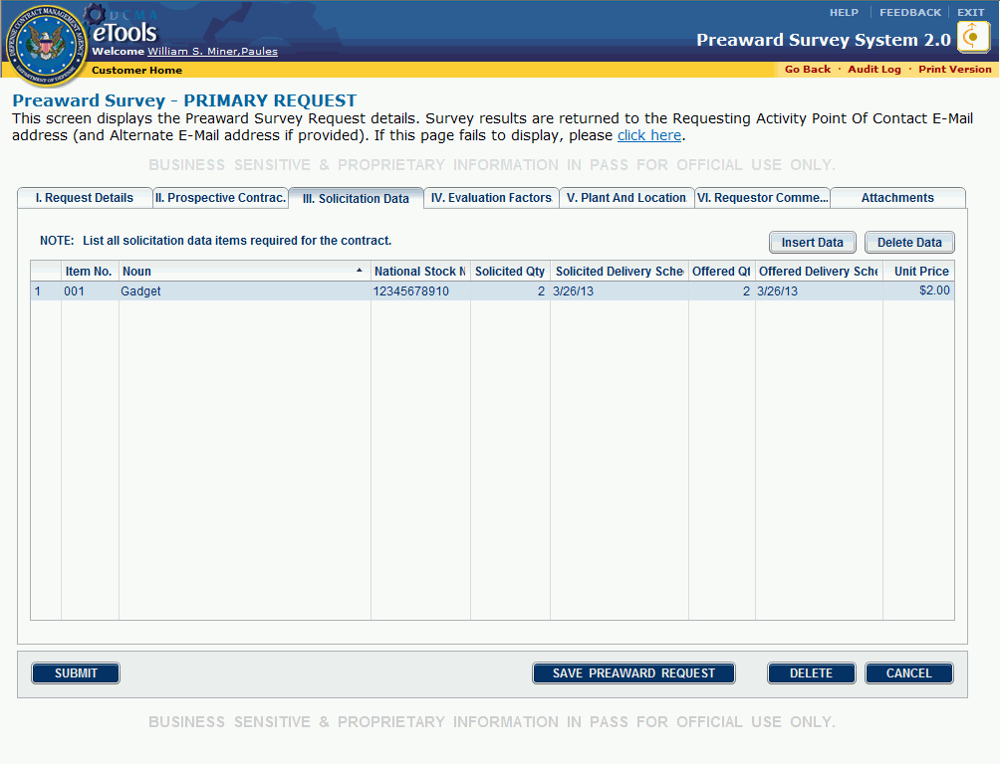 HELP | FEEDBACK | EXIT
DCMA
eTools
Preaward Survey System 2.0
Welcome William S. Miner,Paules
DEFENSE CONTRACT MANAGEMENT AGENCY
DEPARTMENT OF DEFENSE
Customer Home
Go Back · Audit Log · Print Version
Preaward Survey - PRIMARY REQUEST
This screen displays the Preaward Survey Request details. Survey results are returned to the Requesting Activity Point Of Contact E-Mail
address (and Alternate E-Mail address if provided). If this page fails to display, please click here.
BUSINESS SENSITIVE & PROPRIETARY INFORMATION IN PASS FOR OFFICIAL USE ONLY.
I. Request Details II. Prospective Contrac. III. Solicitation Data IV. Evaluation Factors V. Plant And Location VI. Requestor Comme... Attachments
NOTE: List all solicitation data items required for the contract.
Insert Data Delete Data
Item No. Noun National Stock N Solicited Qty Solicited Delivery Sche Offered Qt Offered Delivery Sche Unit Price
1 001 Gadget 12345678910 2 3/26/13 2 3/26/13 $2.00
SUBMIT SAVE PREAWARD REQUEST DELETE CANCEL
BUSINESS SENSITIVE & PROPRIETARY INFORMATION IN PASS FOR OFFICIAL USE ONLY.